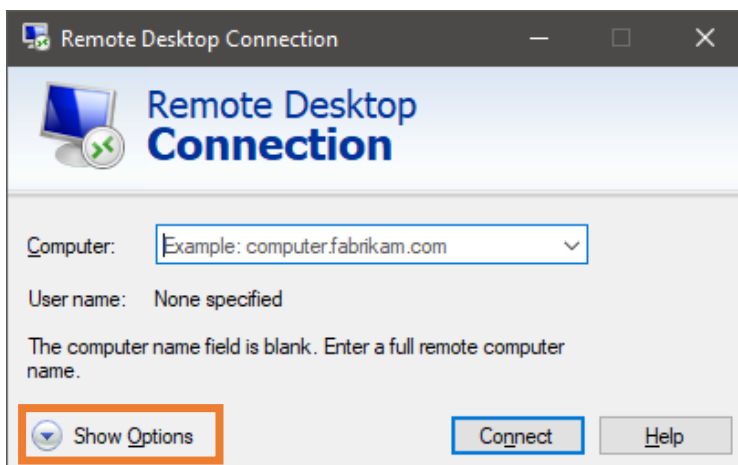 Remote Desktop Connection
Remote Desktop
Connection
Computer: Example: computer.fabrikam.com
User name: None specified
The computer name field is blank. Enter a full remote computer
name.
Show Options Connect Help